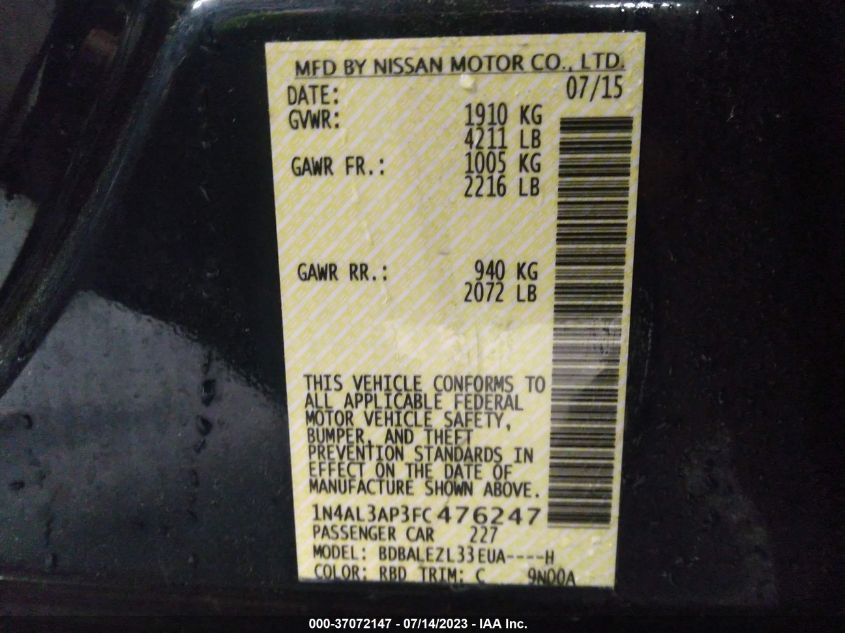 MFD BY NISSAN MOTOR CO., LTD.
DATE: 07/15
GVWR: 1910 KG
4211 LB
GAWR FR.: 1005 KG
2216 LB
GAWR RR.: 940 KG
2072 LB
THIS VEHICLE CONFORMS TO
ALL APPLICABLE FEDERAL
MOTOR VEHICLE SAFETY,
BUMPER, AND THEFT
PREVENTION STANDARDS IN
EFFECT ON THE DATE OF
MANUFACTURE SHOWN ABOVE.
1N4AL3AP3FC476247
PASSENGER CAR 227
MODEL: BDBALEZL33EUA----H
COLOR: RBD TRIM: C 9N00A
000-37072147 - 07/14/2023 - IAA Inc.